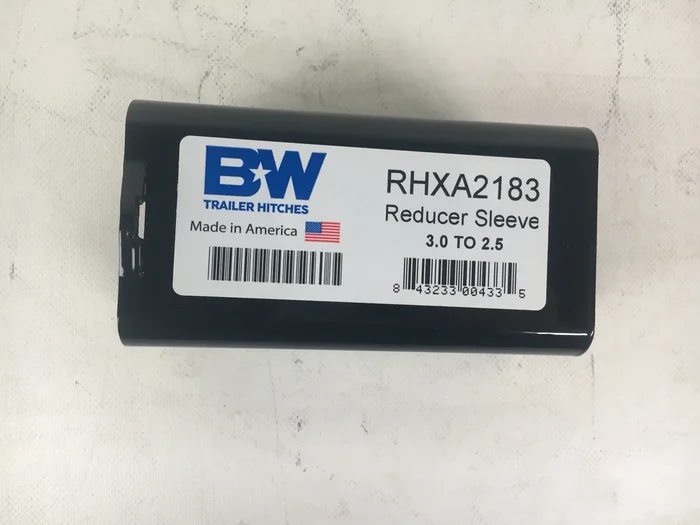 B★W
TRAILER HITCHES
Made in America
RHXA2183
Reducer Sleeve
3.0 TO 2.5
8 43233 00433 5